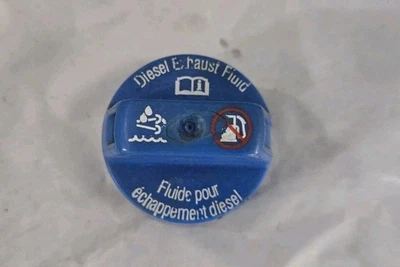 Diesel Exhaust Fluid
Fluide pour
échappement diesel